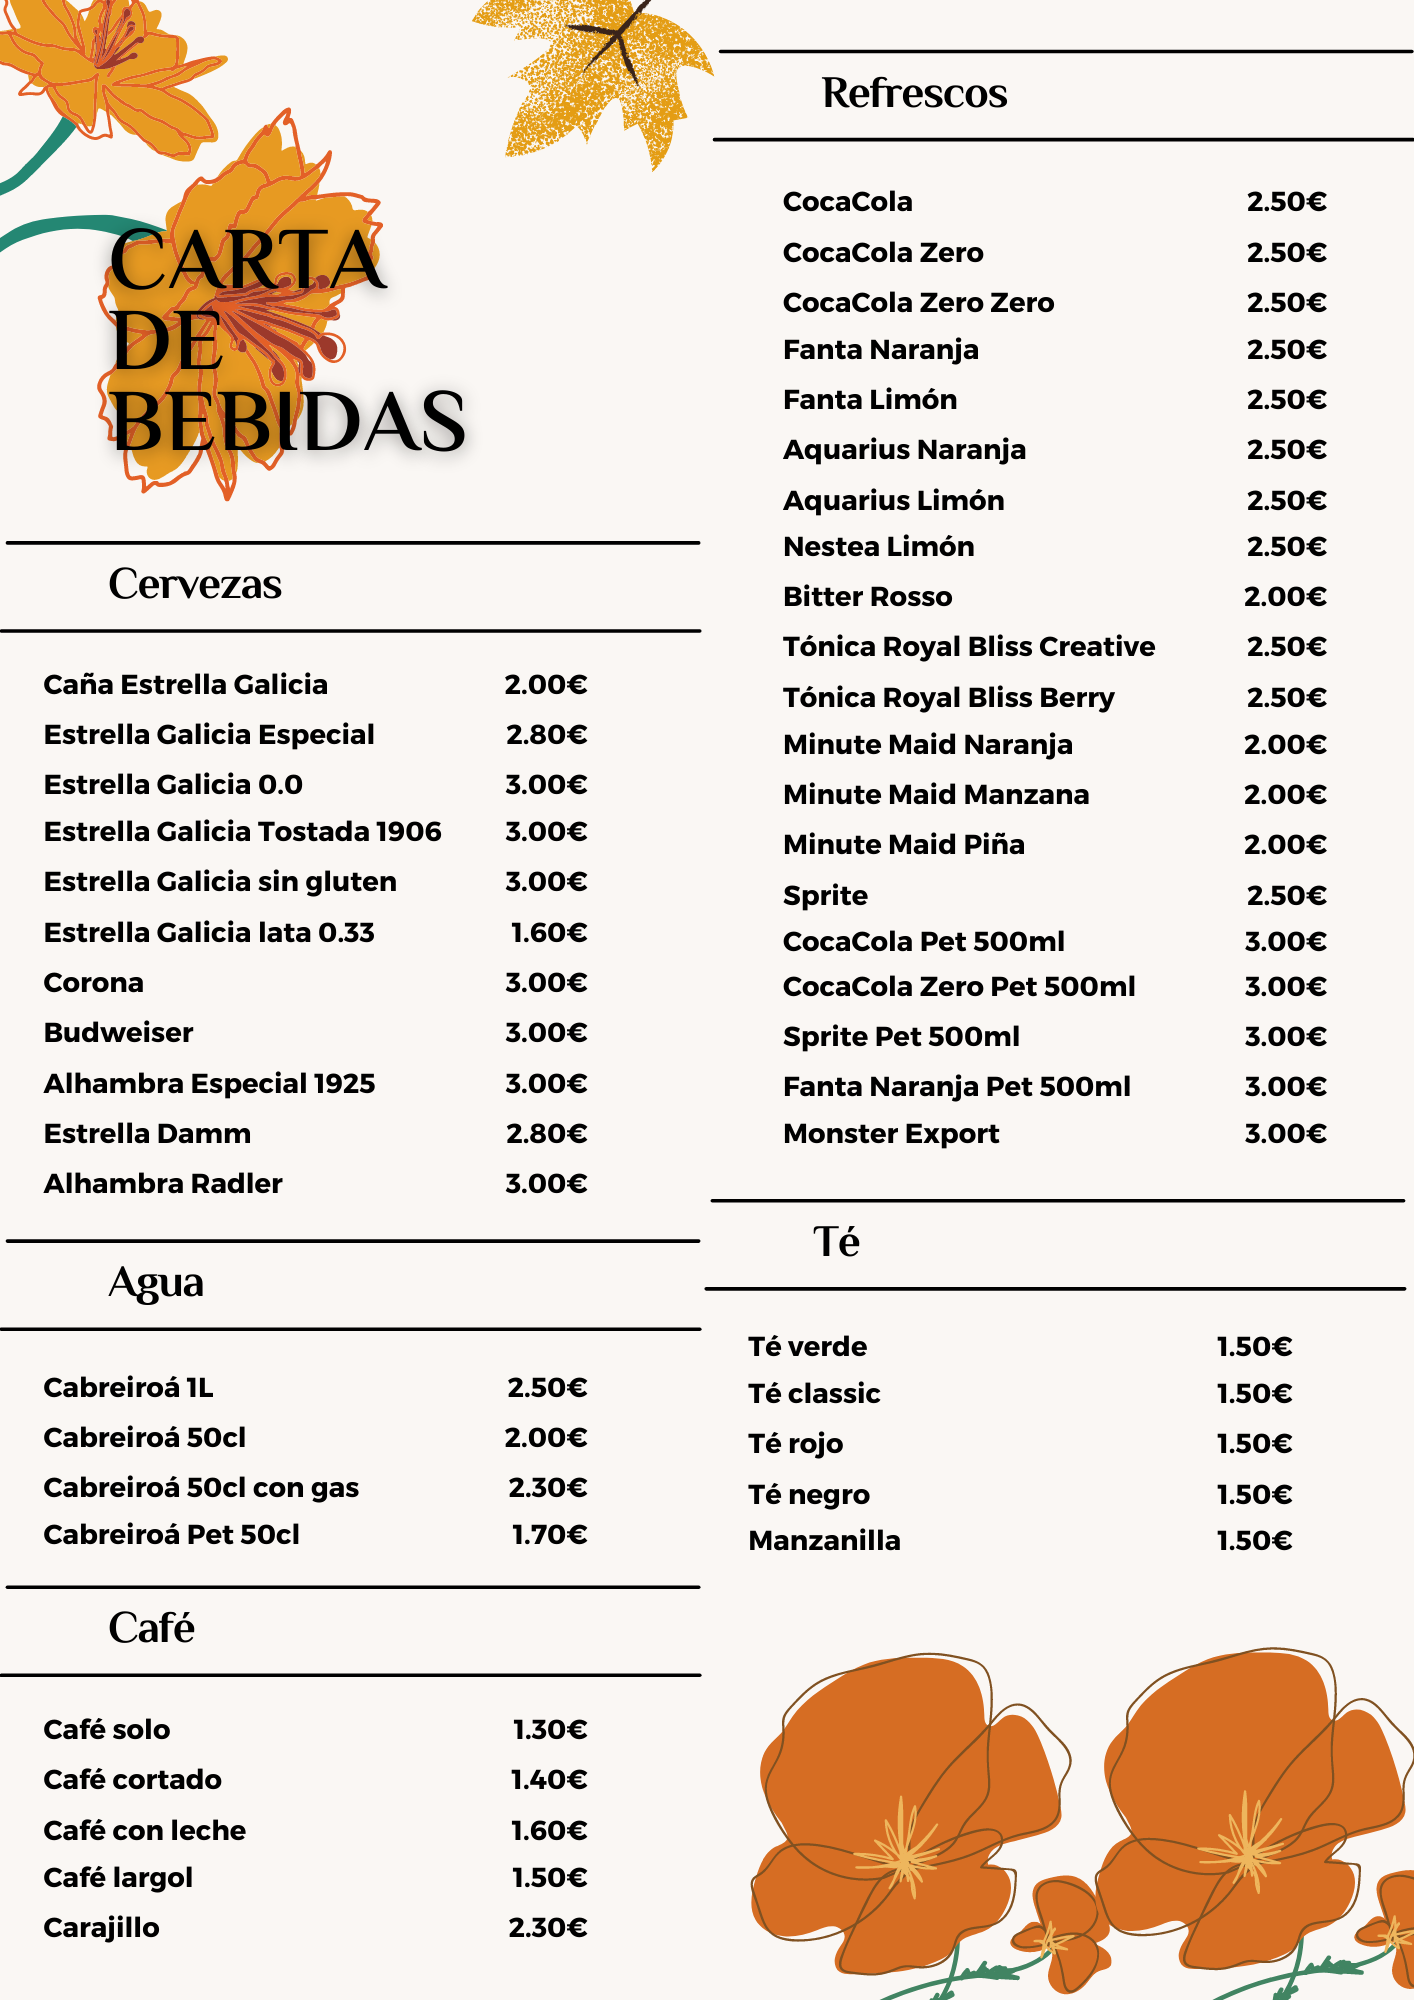 CARTA
DE
BEBIDAS
Cervezas
Caña Estrella Galicia 2.00€
Estrella Galicia Especial 2.80€
Estrella Galicia 0.0 3.00€
Estrella Galicia Tostada 1906 3.00€
Estrella Galicia sin gluten 3.00€
Estrella Galicia lata 0.33 1.60€
Corona 3.00€
Budweiser 3.00€
Alhambra Especial 1925 3.00€
Estrella Damm 2.80€
Alhambra Radler 3.00€
Agua
Cabreiroá 1L 2.50€
Cabreiroá 50cl 2.00€
Cabreiroá 50cl con gas 2.30€
Cabreiroá Pet 50cl 1.70€
Café
Café solo 1.30€
Café cortado 1.40€
Café con leche 1.60€
Café largol 1.50€
Carajillo 2.30€
Refrescos
CocaCola 2.50€
CocaCola Zero 2.50€
CocaCola Zero Zero 2.50€
Fanta Naranja 2.50€
Fanta Limón 2.50€
Aquarius Naranja 2.50€
Aquarius Limón 2.50€
Nestea Limón 2.50€
Bitter Rosso 2.00€
Tónica Royal Bliss Creative 2.50€
Tónica Royal Bliss Berry 2.50€
Minute Maid Naranja 2.00€
Minute Maid Manzana 2.00€
Minute Maid Piña 2.00€
Sprite 2.50€
CocaCola Pet 500ml 3.00€
CocaCola Zero Pet 500ml 3.00€
Sprite Pet 500ml 3.00€
Fanta Naranja Pet 500ml 3.00€
Monster Export 3.00€
Té
Té verde 1.50€
Té classic 1.50€
Té rojo 1.50€
Té negro 1.50€
Manzanilla 1.50€